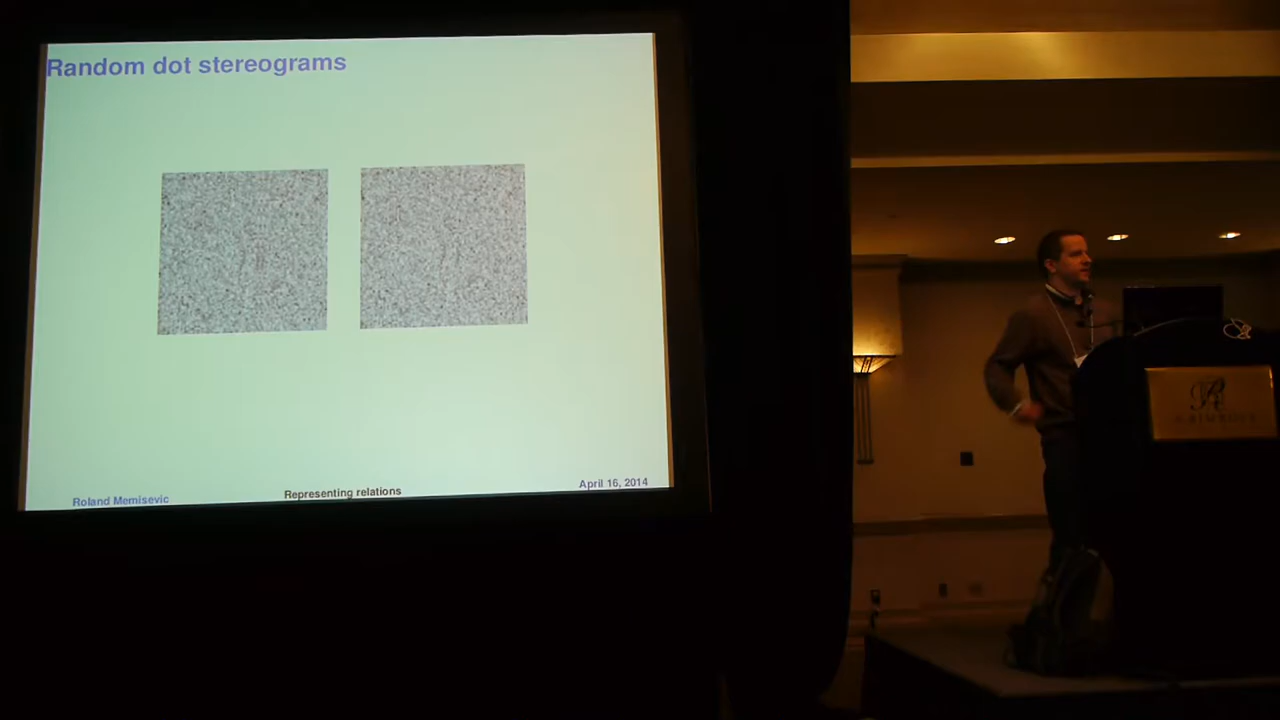 Random dot stereograms
Roland Memisevic
Representing relations
April 16, 2014